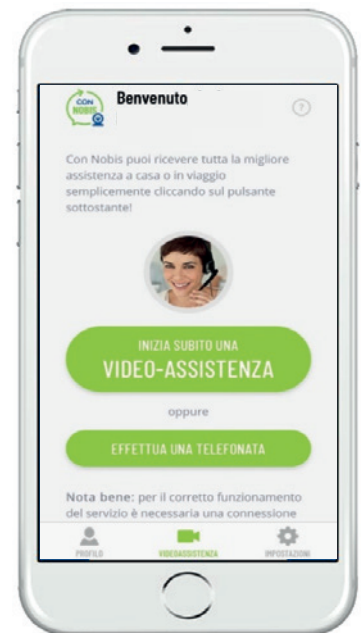 CON
NOBIS
Benvenuto
?
Con Nobis puoi ricevere tutta la migliore
assistenza a casa o in viaggio
semplicemente cliccando sul pulsante
sottostante!
INIZIA SUBITO UNA
VIDEO-ASSISTENZA
oppure
EFFETTUA UNA TELEFONATA
Nota bene: per il corretto funzionamento
del servizio è necessaria una connessione
PROFILO VIDEOASSISTENZA IMPOSTAZIONI